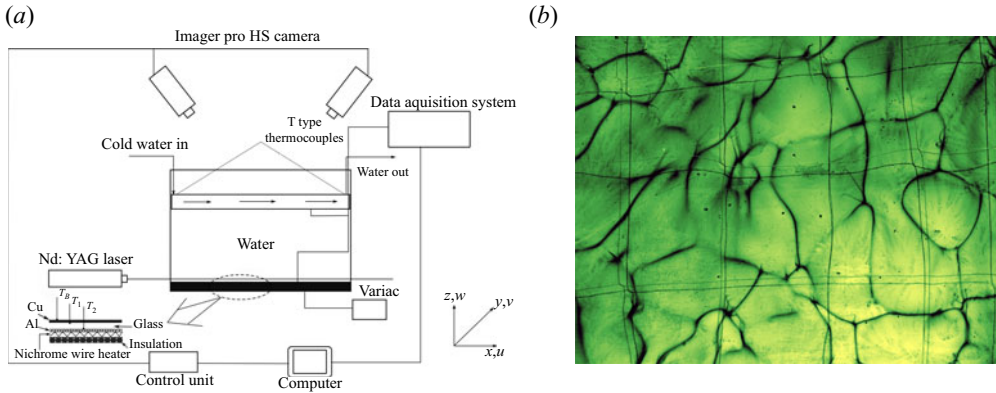 (a)
(b)
Imager pro HS camera
Data aquisition system
T type
thermocouples
Cold water in
Water out
Water
Nd: YAG laser
Variac
T_B
T_1
T_2
Cu
Al
Glass
Nichrome wire heater
Insulation
z,w
y,v
x,u
Control unit
Computer